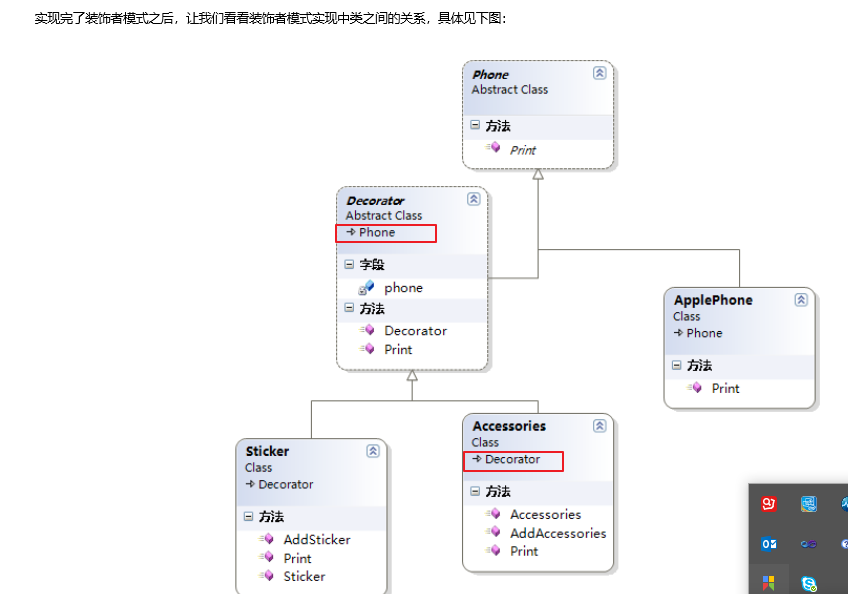 实现完了装饰者模式之后，让我们看看装饰者模式实现中类之间的关系，具体见下图：
Phone
Abstract Class
方法
Print
Decorator
Abstract Class
Phone
字段
phone
方法
Decorator
Print
ApplePhone
Class
Phone
方法
Print
Sticker
Class
Decorator
方法
AddSticker
Print
Sticker
Accessories
Class
Decorator
方法
Accessories
AddAccessories
Print